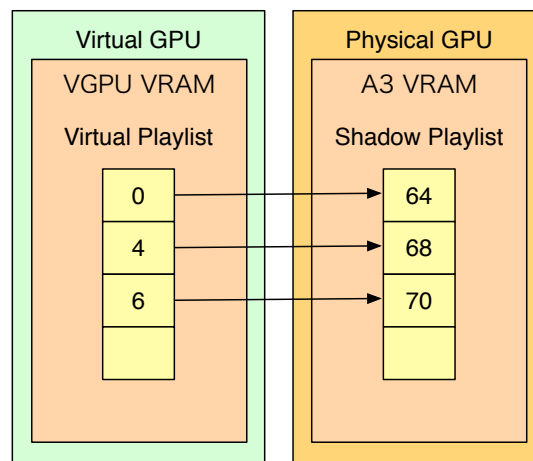 Virtual GPU
VGPU VRAM
Virtual Playlist
0
4
6
Physical GPU
A3 VRAM
Shadow Playlist
64
68
70